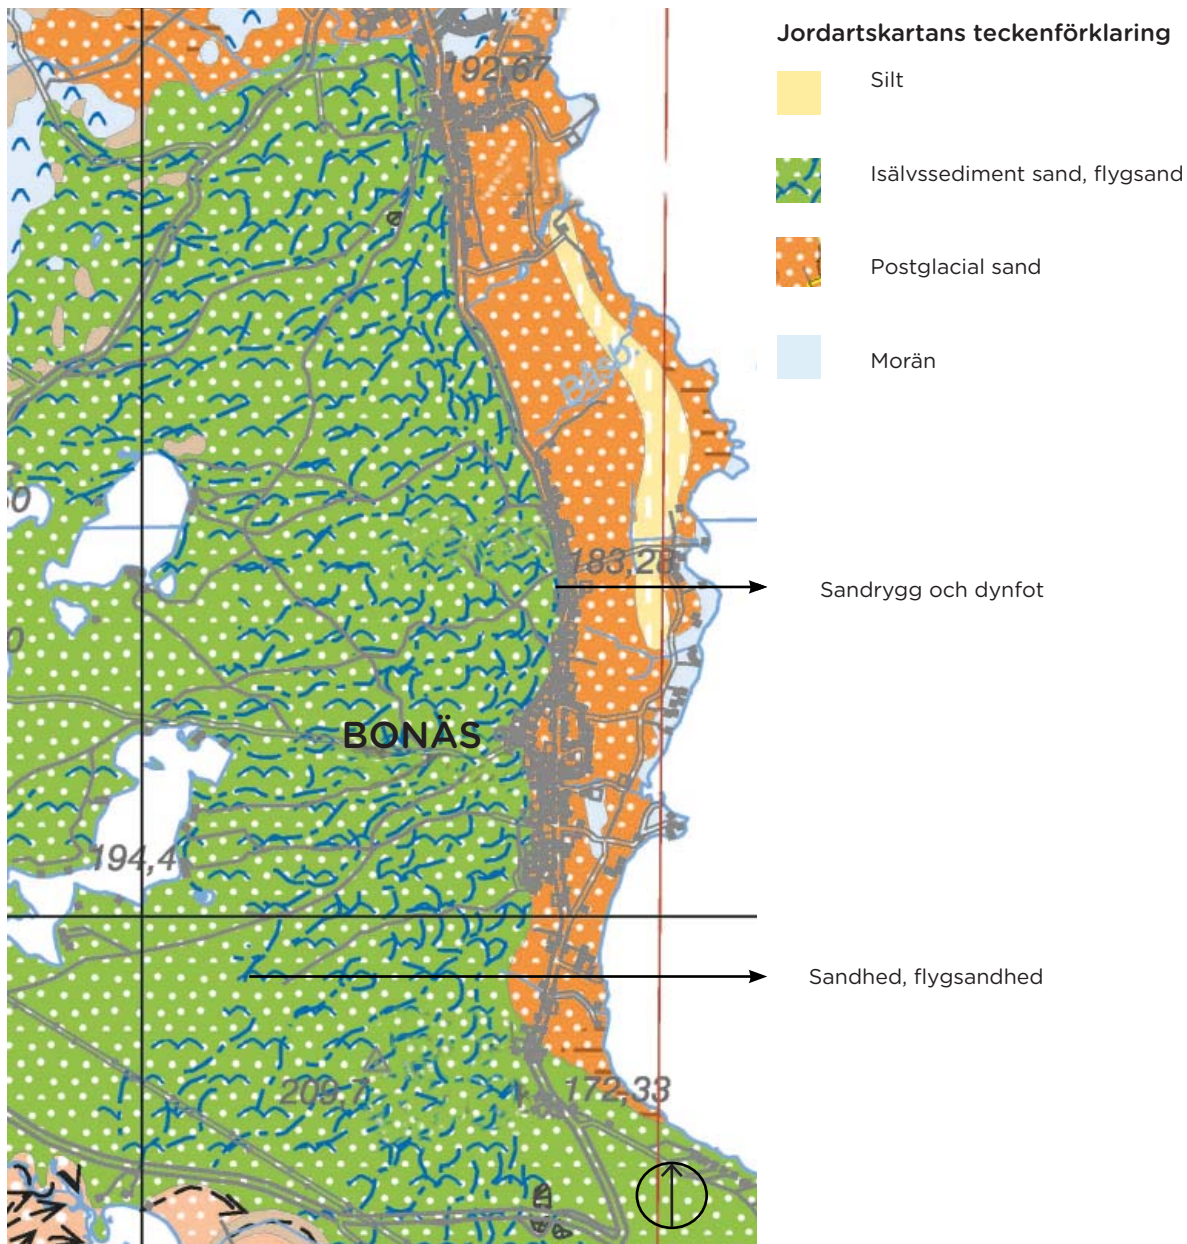 Jordartskartans teckenförklaring
Silt
Isälvssediment sand, flygsand
Postglacial sand
Morän
192,67
Båsb.
183,28
Sandrygg och dynfot
BONÄS
194,4
Sandhed, flygsandhed
209,7
172,33